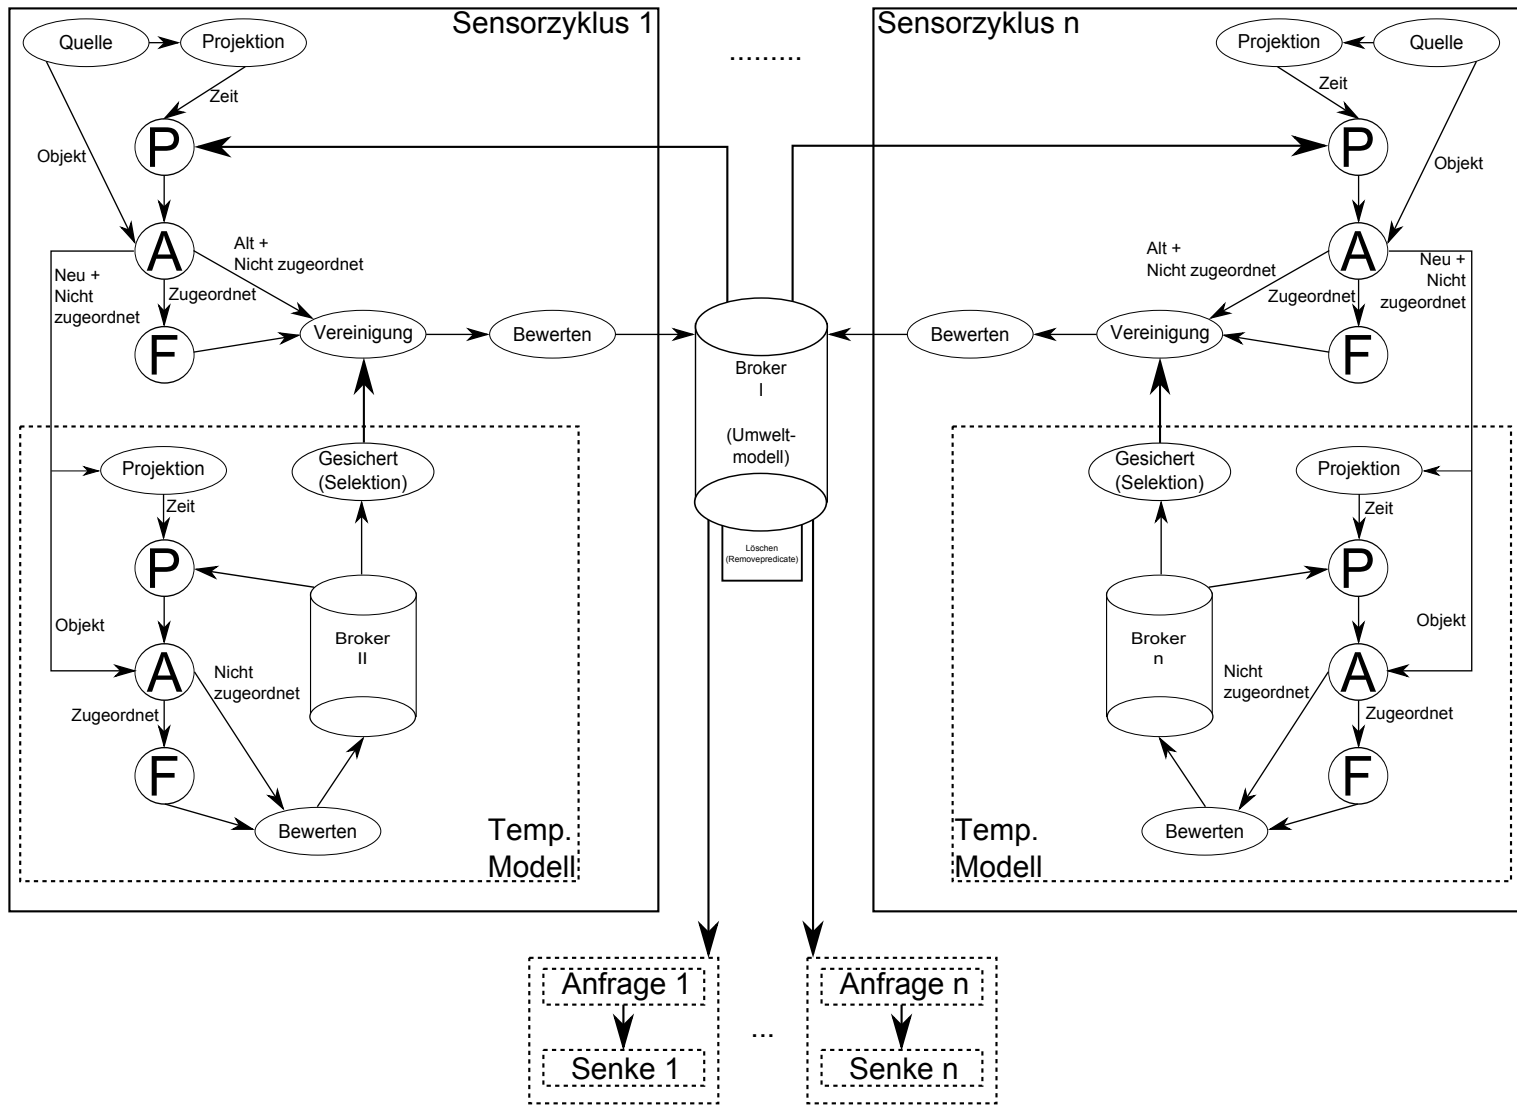 Sensorzyklus 1
Quelle
Projektion
Zeit
P
Objekt
A
Alt +
Nicht zugeordnet
Neu +
Nicht
zugeordnet
Zugeordnet
F
Vereinigung
Bewerten
Projektion
Zeit
P
Objekt
A
Nicht
zugeordnet
Zugeordnet
F
Bewerten
Gesichert
(Selektion)
Broker
II
Temp.
Modell
.........
Broker
I
(Umwelt-
modell)
Löschen
(Removepredicate)
Sensorzyklus n
Projektion
Quelle
Zeit
P
Objekt
A
Alt +
Nicht zugeordnet
Neu +
Nicht
zugeordnet
Zugeordnet
F
Vereinigung
Bewerten
Gesichert
(Selektion)
Projektion
Zeit
P
Objekt
Broker
n
A
Nicht
zugeordnet
Zugeordnet
F
Bewerten
Temp.
Modell
Anfrage 1
Senke 1
...
Anfrage n
Senke n